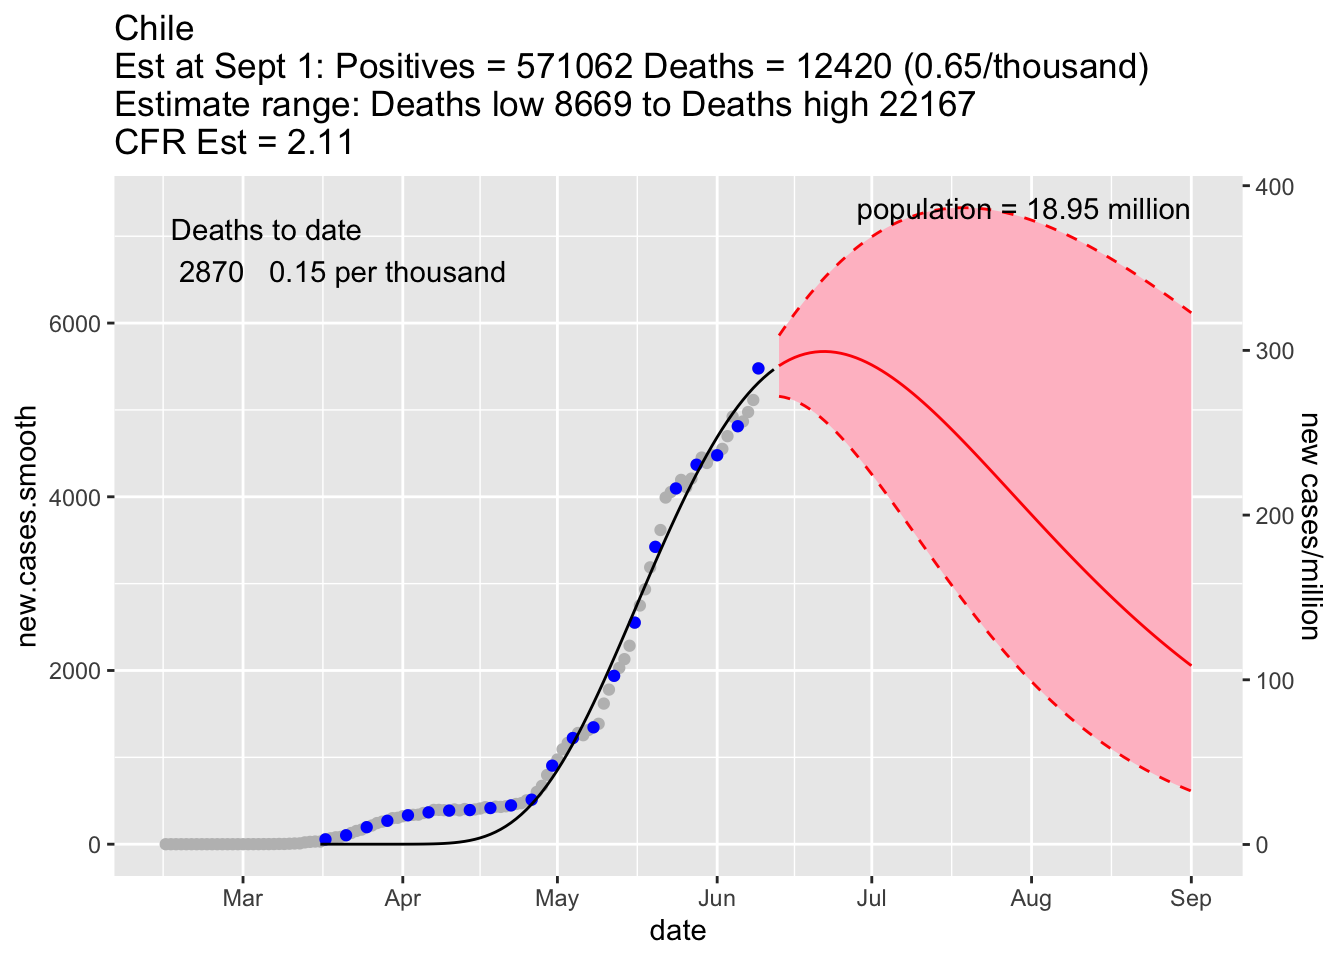 Chile
Est at Sept 1: Positives = 571062 Deaths = 12420 (0.65/thousand)
Estimate range: Deaths low 8669 to Deaths high 22167
CFR Est = 2.11
Deaths to date
2870 0.15 per thousand
population = 18.95 million
new.cases.smooth
6000
4000
2000
0
400
300
200
100
0
new cases/million
Mar Apr May Jun Jul Aug Sep
date